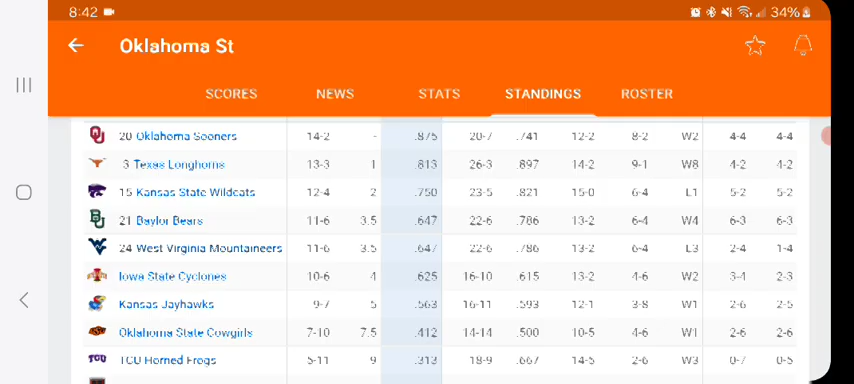 8:42 34%
Oklahoma St
SCORES NEWS STATS STANDINGS ROSTER
20 Oklahoma Sooners 14-2 - .875 20-7 .741 12-2 8-2 W2 4-4 4-4
3 Texas Longhorns 13-3 1 .813 26-3 .897 14-2 9-1 W8 4-2 4-2
15 Kansas State Wildcats 12-4 2 .750 23-5 .821 15-0 6-4 L1 5-2 5-2
21 Baylor Bears 11-6 3.5 .647 22-6 .786 13-2 6-4 W4 6-3 6-3
24 West Virginia Mountaineers 11-6 3.5 .647 22-6 .786 13-2 6-4 L3 2-4 1-4
Iowa State Cyclones 10-6 4 .625 16-10 .615 13-2 4-6 W2 3-4 2-3
Kansas Jayhawks 9-7 5 .563 16-11 .593 12-1 3-8 W1 2-6 2-5
Oklahoma State Cowgirls 7-10 7.5 .412 14-14 .500 10-5 4-6 W1 2-6 2-6
TCU TCU Horned Frogs 5-11 9 .313 18-9 .667 14-5 2-6 W3 0-7 0-5